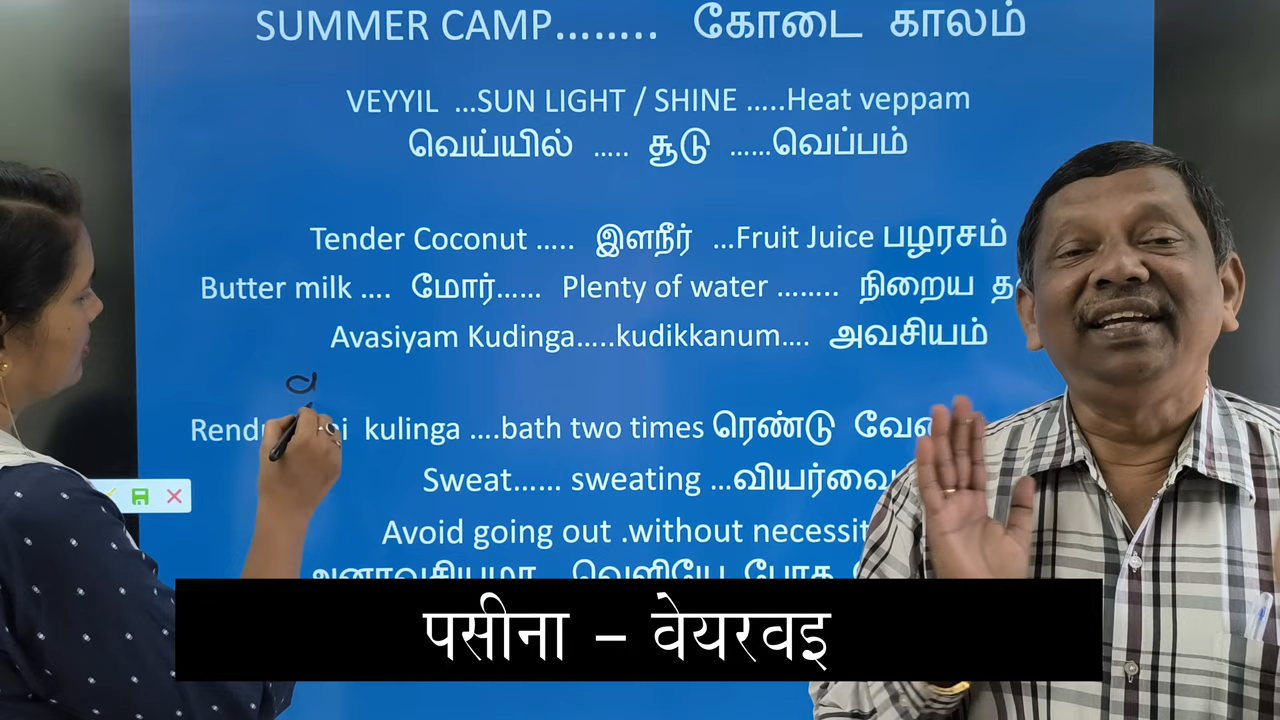 SUMMER CAMP........ கோடை காலம்
VEYYIL ...SUN LIGHT / SHINE .....Heat veppam
வெய்யில் ..... சூடு ......வெப்பம்
Tender Coconut ..... இளநீர் ...Fruit Juice பழரசம்
Butter milk .... மோர்...... Plenty of water ........ நிறைய
Avasiyam Kudinga.....kudikkanum.... அவசியம்
kulinga ....bath two times ரெண்டு
Sweat...... sweating ...வியர்வை
Avoid going out .without
வெளியே போக
पसीना – वेयरवइ